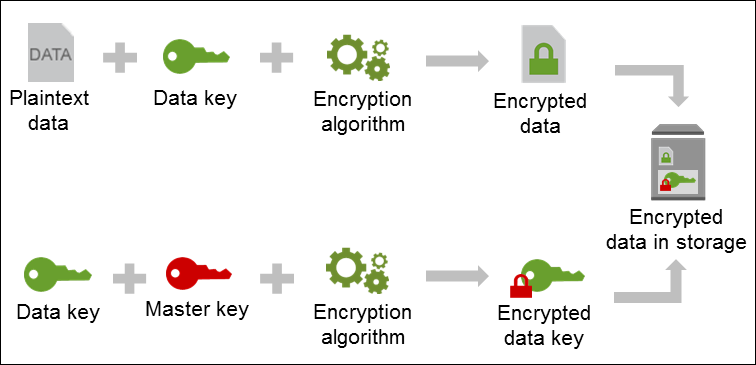 DATA
Plaintext
data
Data key
Encryption
algorithm
Encrypted
data
Encrypted
data in storage
Data key
Master key
Encryption
algorithm
Encrypted
data key